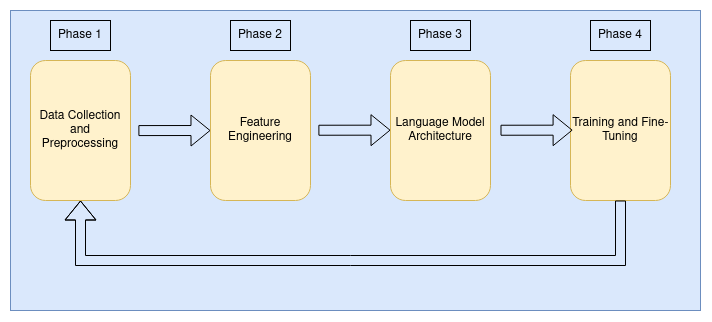 Phase 1
Phase 2
Phase 3
Phase 4
Data Collection
and
Preprocessing
Feature
Engineering
Language Model
Architecture
Training and Fine-
Tuning